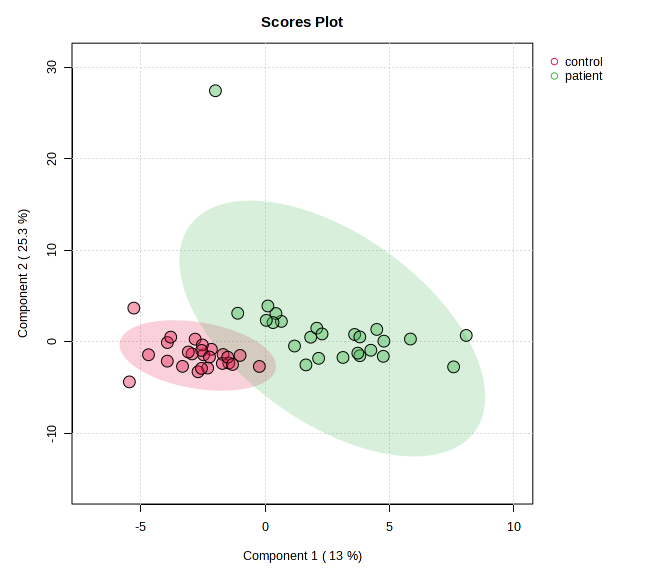 Scores Plot
control
patient
30
20
10
0
-10
Component 2 ( 25.3 %)
-5
0
5
10
Component 1 ( 13 %)